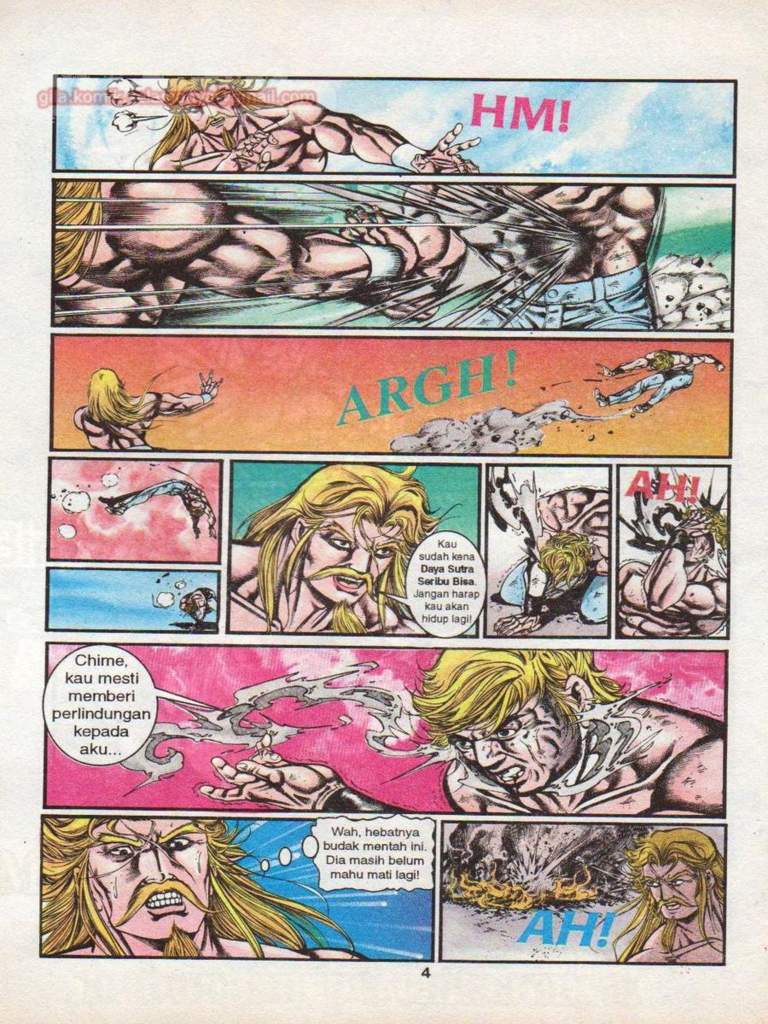 HM!
ARGH!
Kau
sudah kena
Daya Sutra
Seribu Bisa.
Jangan harap
kau akan
hidup lagi!
AH!
Chime,
kau mesti
memberi
perlindungan
kepada
aku...
Wah, hebatnya
budak mentah ini.
Dia masih belum
mahu mati lagi!
AH!
4